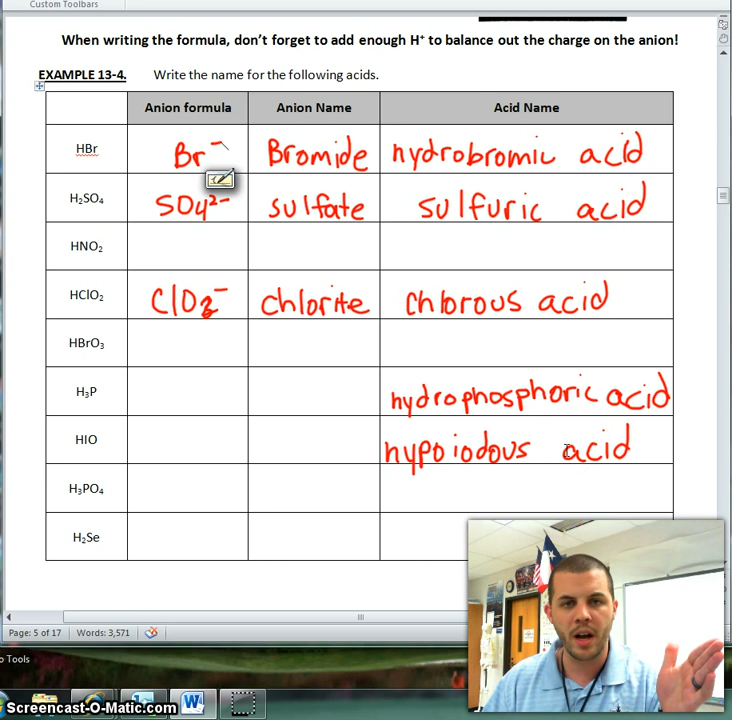 Custom Toolbars
When writing the formula, don't forget to add enough H⁺ to balance out the charge on the anion!
EXAMPLE 13-4. Write the name for the following acids.
Anion formula Anion Name Acid Name
HBr Br⁻ Bromide hydrobromic acid
H₂SO₄ SO₄²⁻ sulfate sulfuric acid
HNO₂
HClO₂ ClO₂⁻ chlorite chlorous acid
HBrO₃
H₃P hydrophosphoric acid
HIO hypoiodous acid
H₃PO₄
H₂Se
Page: 5 of 17 Words: 3,571
o Tools
Screencast-O-Matic.com